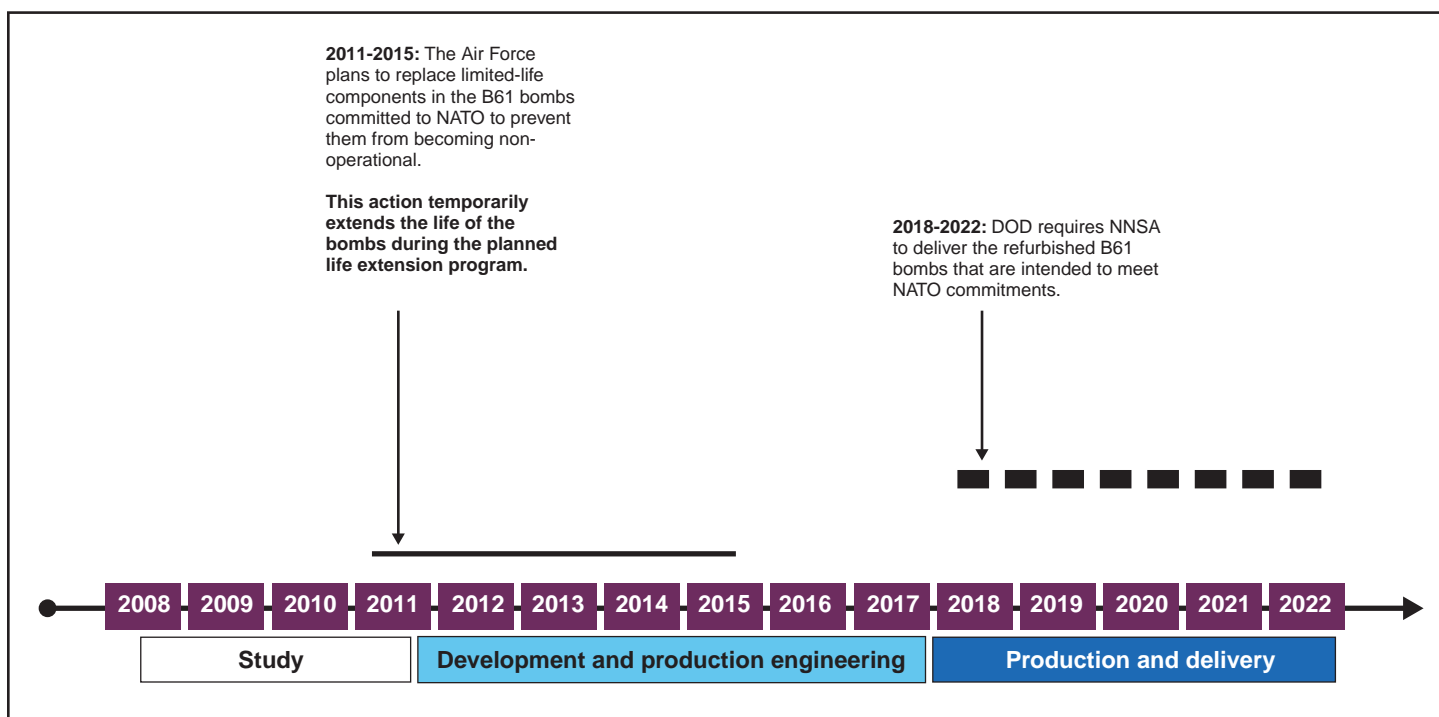 2011-2015: The Air Force
plans to replace limited-life
components in the B61 bombs
committed to NATO to prevent
them from becoming non-
operational.
This action temporarily
extends the life of the
bombs during the planned
life extension program.
2018-2022: DOD requires NNSA
to deliver the refurbished B61
bombs that are intended to meet
NATO commitments.
2008 2009 2010 2011 2012 2013 2014 2015 2016 2017 2018 2019 2020 2021 2022
Study Development and production engineering Production and delivery